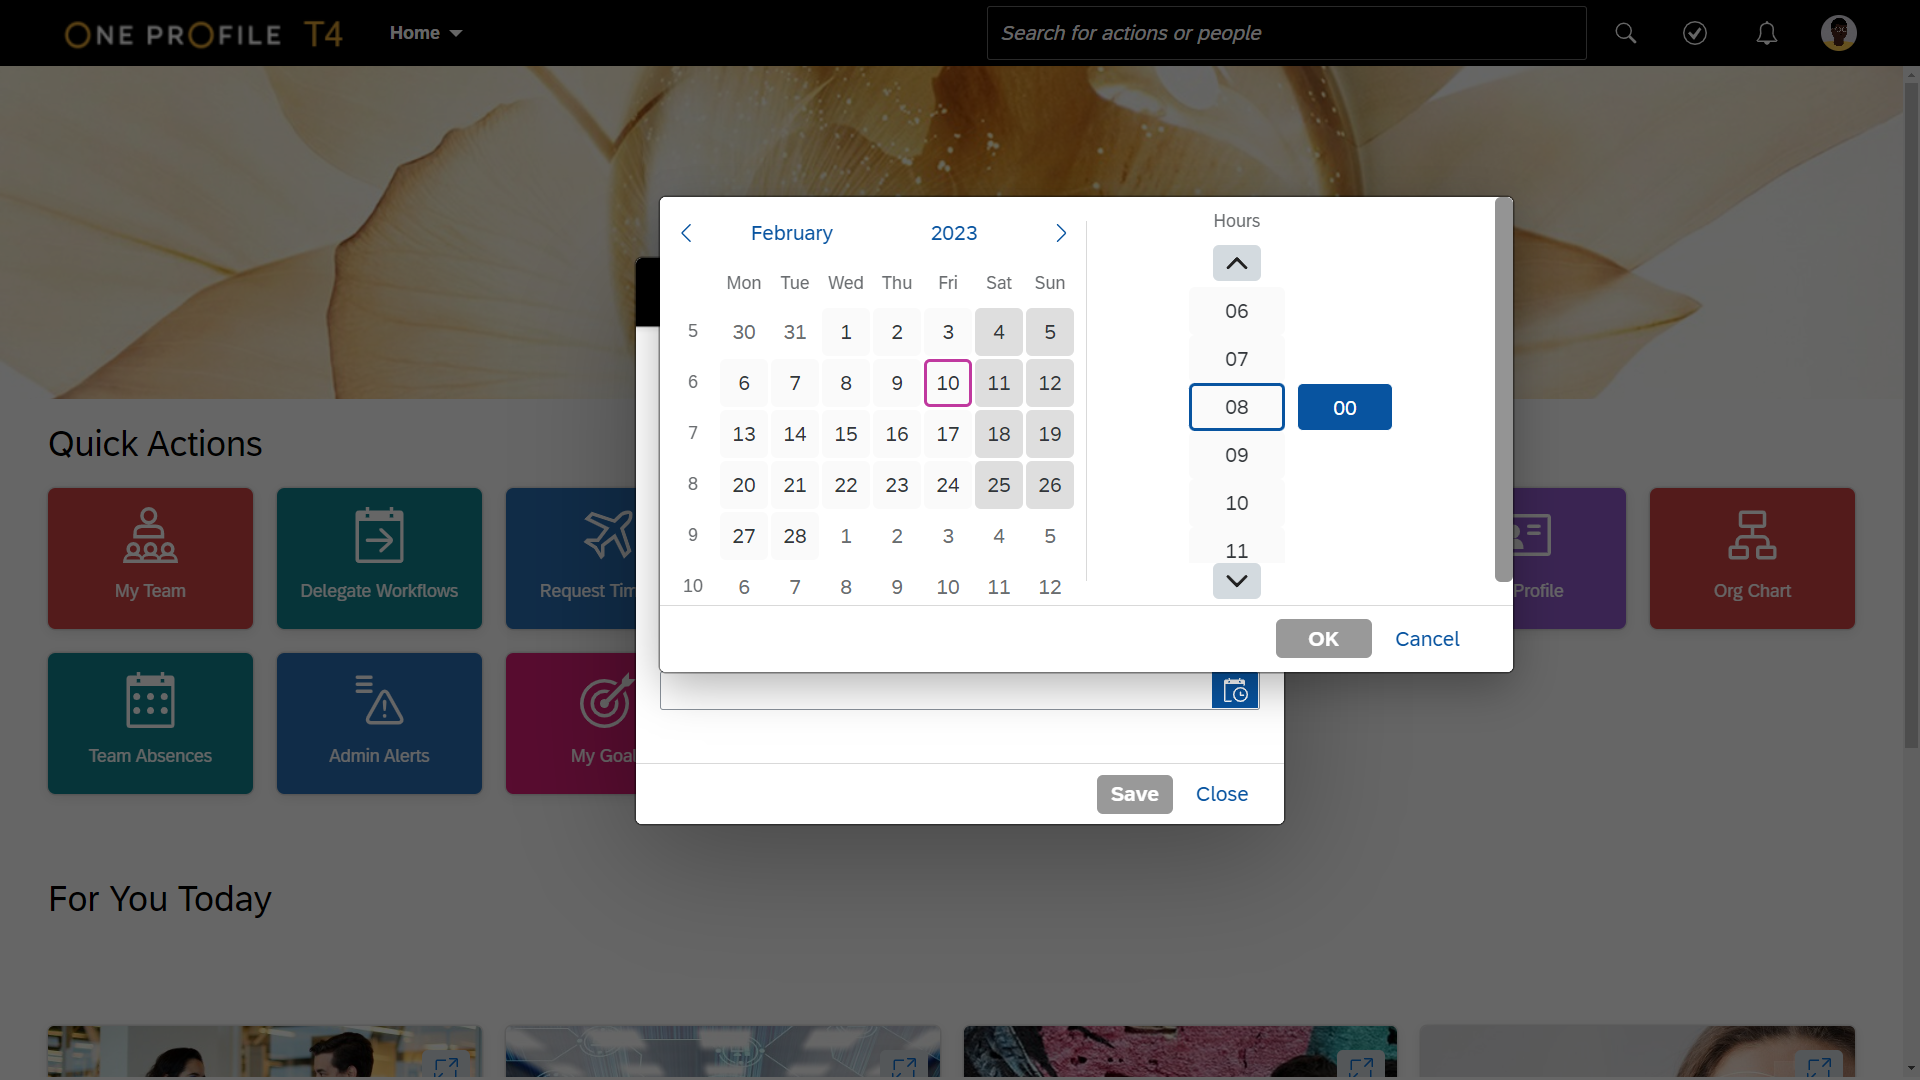 ONE PROFILE T4
Home
Search for actions or people
February 2023
Hours
Mon Tue Wed Thu Fri Sat Sun
5 30 31 1 2 3 4 5
6 6 7 8 9 10 11 12
7 13 14 15 16 17 18 19
8 20 21 22 23 24 25 26
9 27 28 1 2 3 4 5
10 6 7 8 9 10 11 12
06
07
08 00
09
10
11
OK Cancel
Save Close
Quick Actions
My Team
Delegate Workflows
Request Tim
Profile
Org Chart
Team Absences
Admin Alerts
My Goal
For You Today